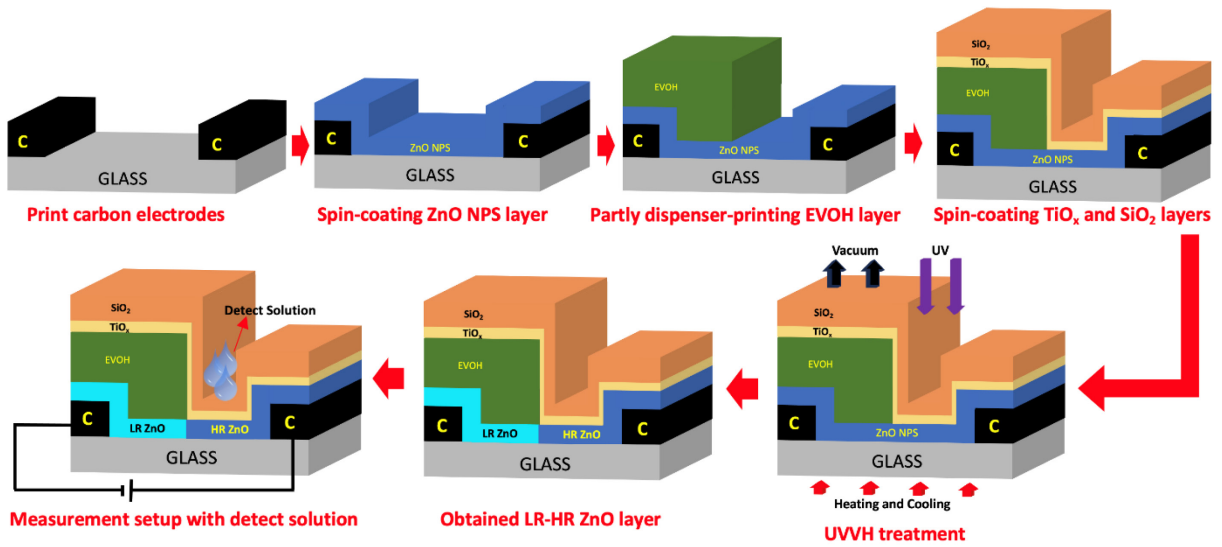 C
C
GLASS
Print carbon electrodes
C
C
ZnO NPS
GLASS
Spin-coating ZnO NPS layer
EVOH
C
C
ZnO NPS
GLASS
Partly dispenser-printing EVOH layer
SiO₂
TiOₓ
EVOH
C
C
ZnO NPS
GLASS
Spin-coating TiOₓ and SiO₂ layers
Vacuum
UV
SiO₂
TiOₓ
EVOH
C
C
ZnO NPS
GLASS
Heating and Cooling
UVVH treatment
SiO₂
TiOₓ
EVOH
C
C
LR ZnO
HR ZnO
GLASS
Obtained LR-HR ZnO layer
SiO₂
Detect Solution
TiOₓ
EVOH
C
C
LR ZnO
HR ZnO
GLASS
Measurement setup with detect solution